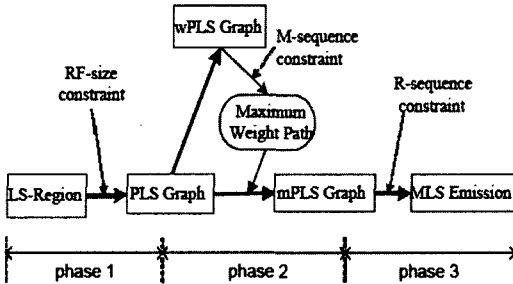 wPLS Graph
M-sequence
constraint
RF-size
constraint
R-sequence
constraint
Maximum
Weight Path
LS-Region
PLS Graph
mPLS Graph
MLS Emission
phase 1
phase 2
phase 3